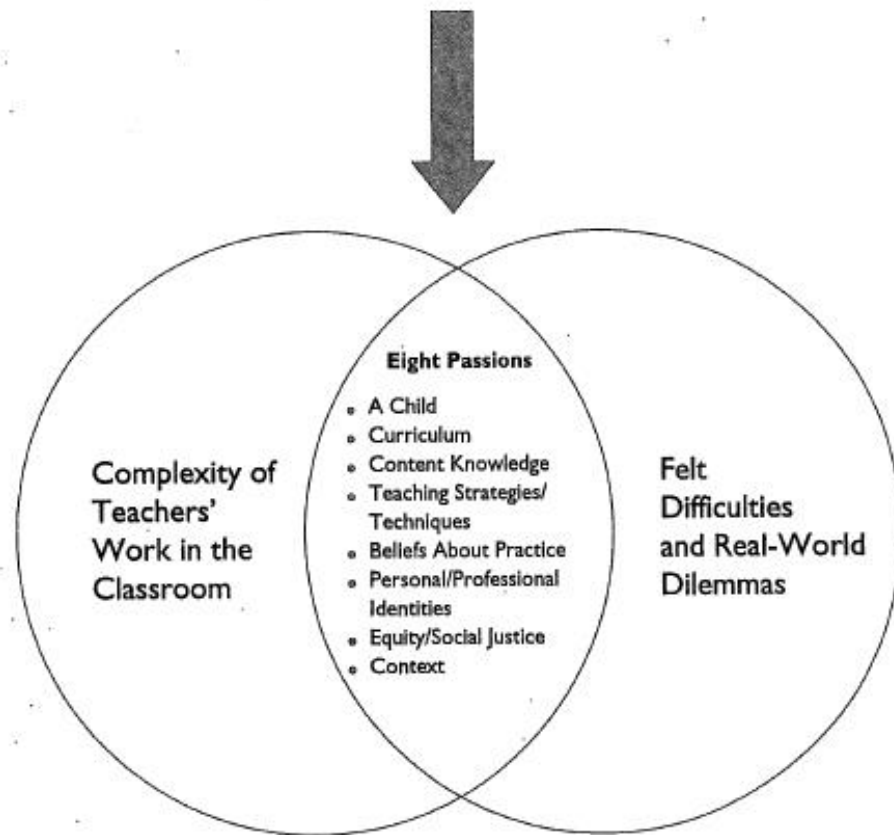 Complexity of
Teachers'
Work in the
Classroom
Eight Passions
• A Child
• Curriculum
• Content Knowledge
• Teaching Strategies/
Techniques
• Beliefs About Practice
• Personal/Professional
Identities
• Equity/Social Justice
• Context
Felt
Difficulties
and Real-World
Dilemmas